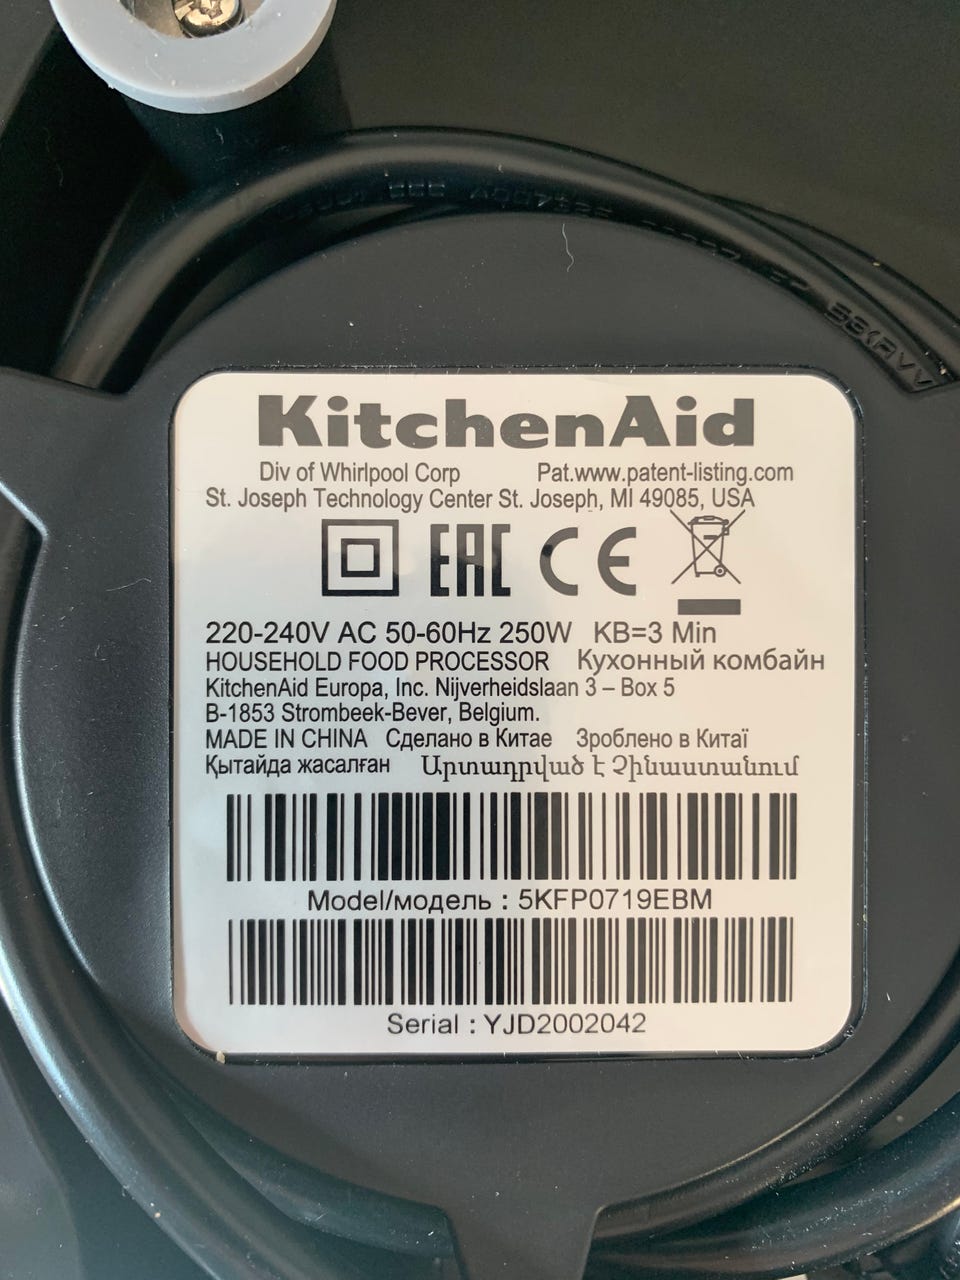 KitchenAid
Div of Whirlpool Corp Pat.www.patent-listing.com
St. Joseph Technology Center St. Joseph, MI 49085, USA
EAC CE
220-240V AC 50-60Hz 250W KB=3 Min
HOUSEHOLD FOOD PROCESSOR Кухонный комбайн
KitchenAid Europa, Inc. Nijverheidslaan 3 – Box 5
B-1853 Strombeek-Bever, Belgium.
MADE IN CHINA Сделано в Китае Зроблено в Китаї
Қытайда жасалған Արտադրված է Չինաստանում
Model/модель : 5KFP0719EBM
Serial : YJD2002042